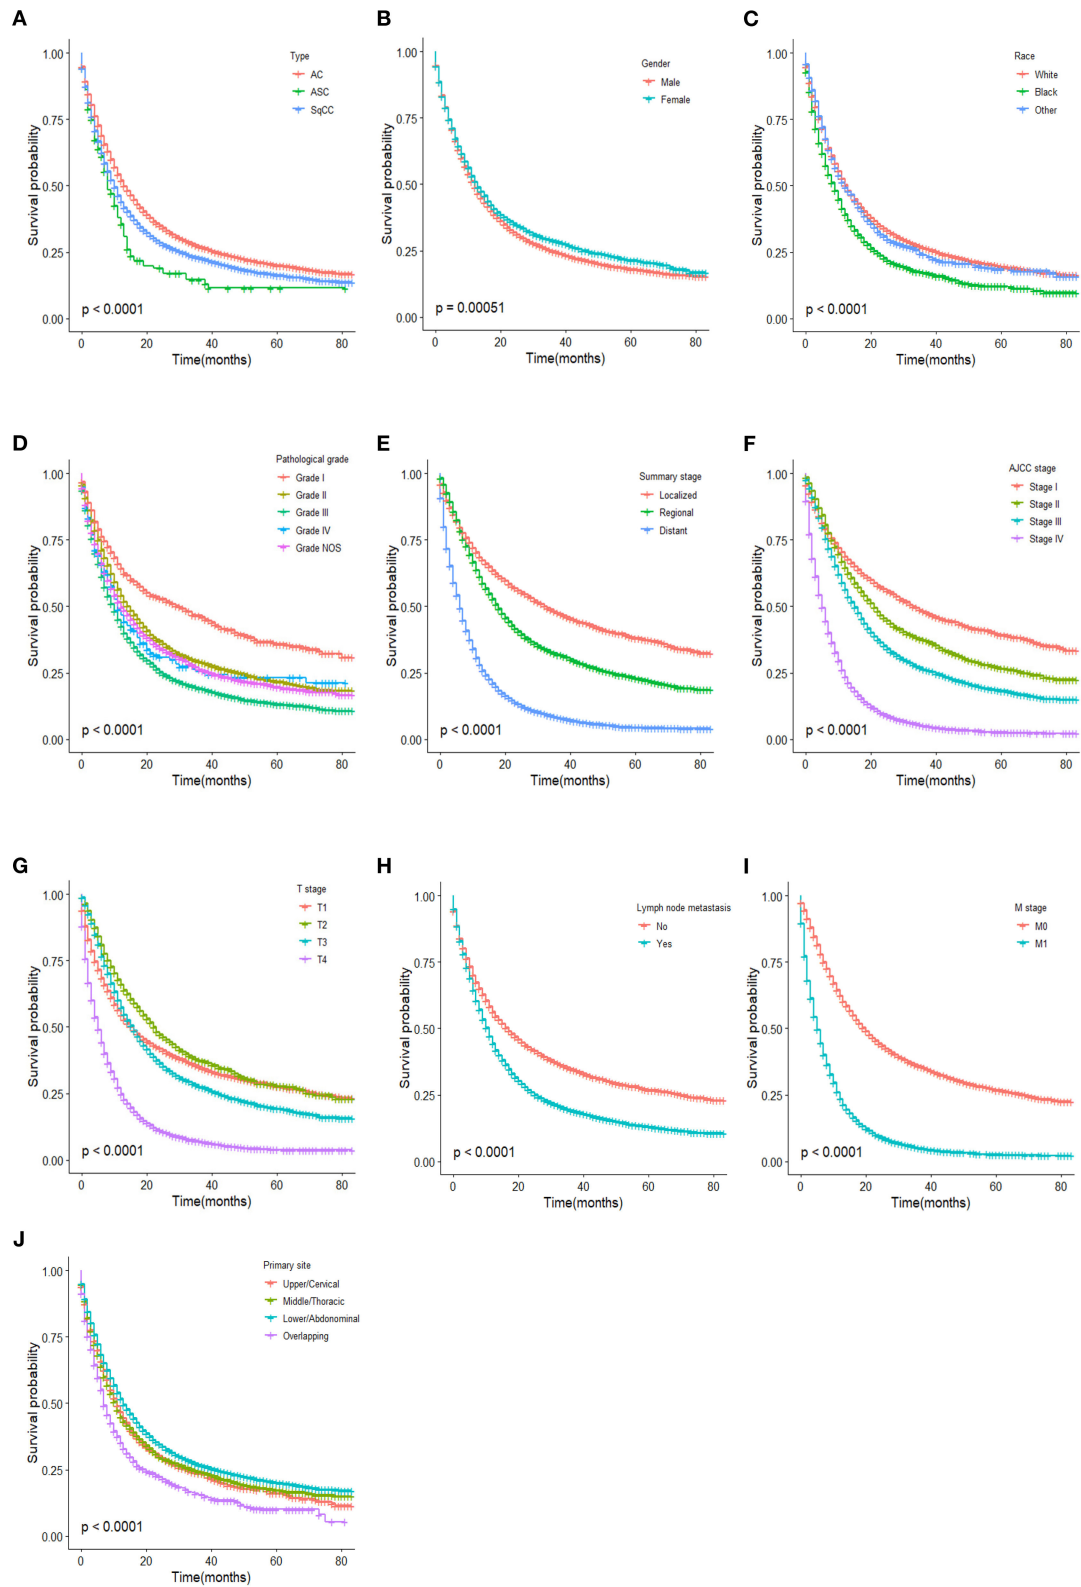 A
Type
AC
ASC
SqCC
Survival probability
1.00
0.75
0.50
0.25
0.00
p < 0.0001
0 20 40 60 80
Time(months)
B
Gender
Male
Female
Survival probability
1.00
0.75
0.50
0.25
0.00
p = 0.00051
0 20 40 60 80
Time(months)
C
Race
White
Black
Other
Survival probability
1.00
0.75
0.50
0.25
0.00
p < 0.0001
0 20 40 60 80
Time(months)
D
Pathological grade
Grade I
Grade II
Grade III
Grade IV
Grade NOS
Survival probability
1.00
0.75
0.50
0.25
0.00
p < 0.0001
0 20 40 60 80
Time(months)
E
Summary stage
Localized
Regional
Distant
Survival probability
1.00
0.75
0.50
0.25
0.00
p < 0.0001
0 20 40 60 80
Time(months)
F
AJCC stage
Stage I
Stage II
Stage III
Stage IV
Survival probability
1.00
0.75
0.50
0.25
0.00
p < 0.0001
0 20 40 60 80
Time(months)
G
T stage
T1
T2
T3
T4
Survival probability
1.00
0.75
0.50
0.25
0.00
p < 0.0001
0 20 40 60 80
Time(months)
H
Lymph node metastasis
No
Yes
Survival probability
1.00
0.75
0.50
0.25
0.00
p < 0.0001
0 20 40 60 80
Time(months)
I
M stage
M0
M1
Survival probability
1.00
0.75
0.50
0.25
0.00
p < 0.0001
0 20 40 60 80
Time(months)
J
Primary site
Upper/Cervical
Middle/Thoracic
Lower/Abdonominal
Overlapping
Survival probability
1.00
0.75
0.50
0.25
0.00
p < 0.0001
0 20 40 60 80
Time(months)